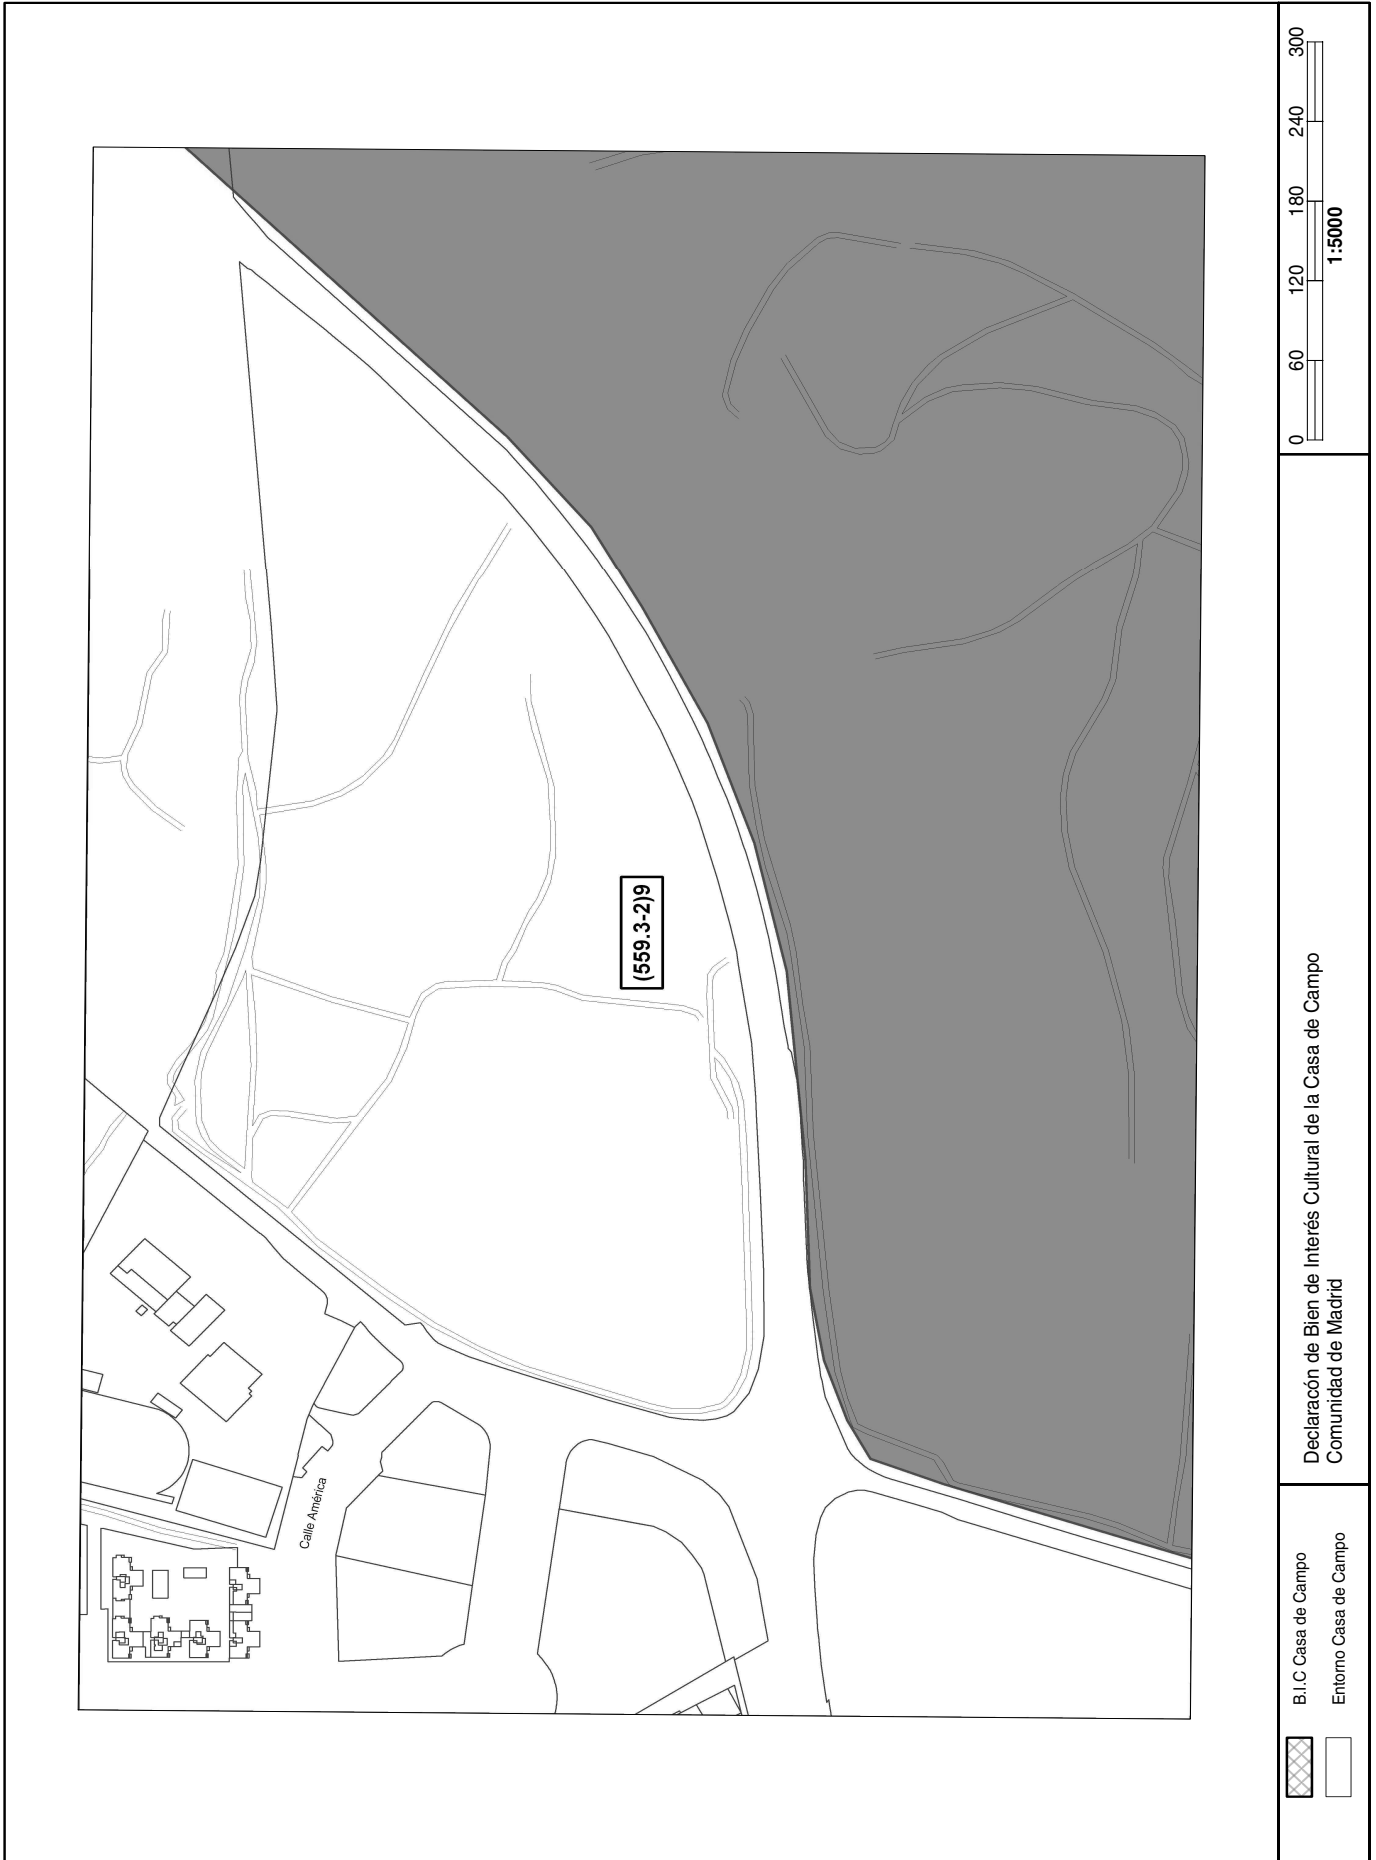 (559.3-2)9
Calle América
B.I.C Casa de Campo
Entorno Casa de Campo
Declaracón de Bien de Interés Cultural de la Casa de Campo
Comunidad de Madrid
0 60 120 180 240 300
1:5000